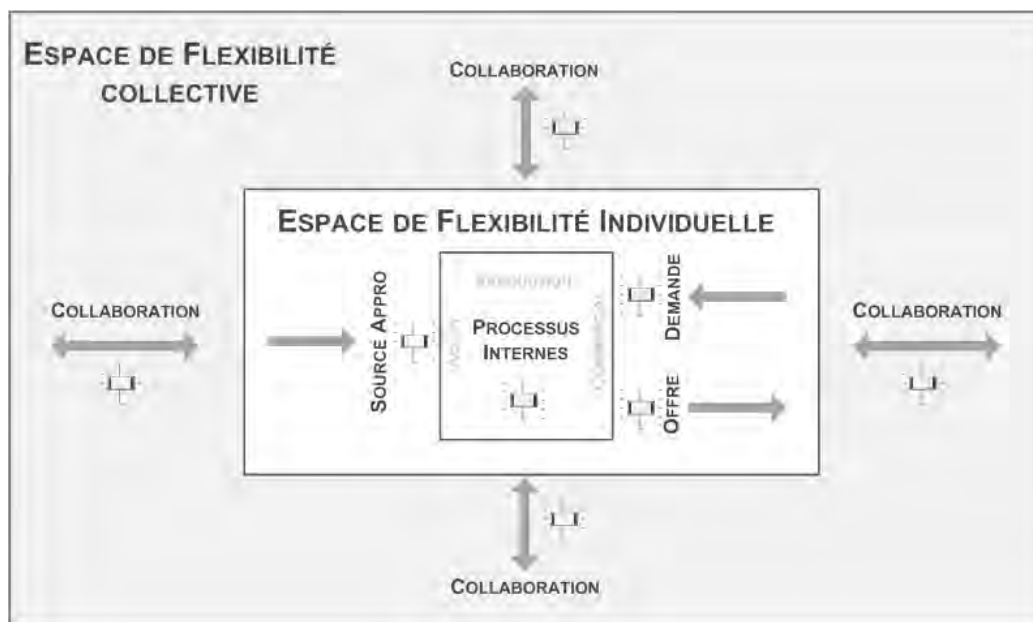 ESPACE DE FLEXIBILITÉ
COLLECTIVE
COLLABORATION
ESPACE DE FLEXIBILITÉ INDIVIDUELLE
COLLABORATION
SOURCE APPRO
PROCESSUS
INTERNES
DEMANDE
OFFRE
COLLABORATION
COLLABORATION